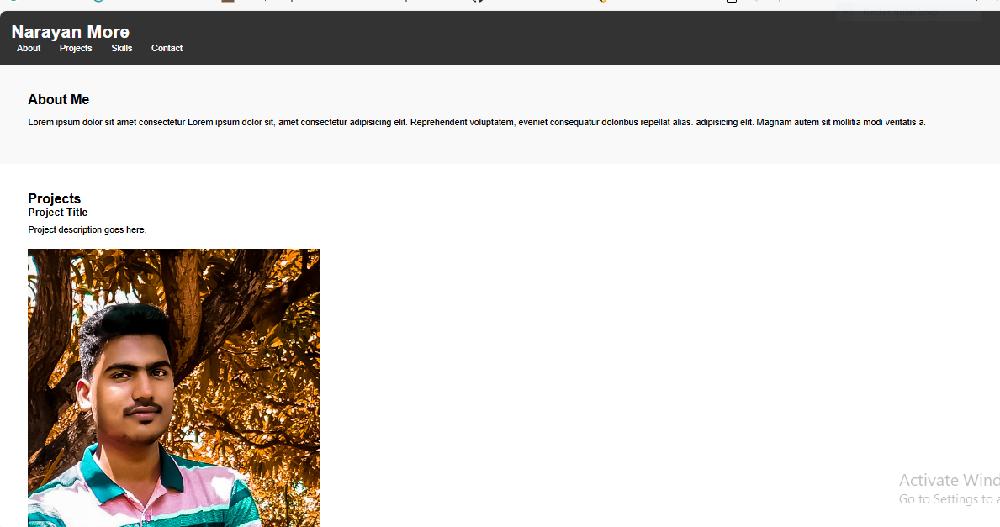 Narayan More
About Projects Skills Contact
About Me
Lorem ipsum dolor sit amet consectetur Lorem ipsum dolor sit, amet consectetur adipisicing elit. Reprehenderit voluptatem, eveniet consequatur doloribus repellat alias. adipisicing elit. Magnam autem sit mollitia modi veritatis a.
Projects
Project Title
Project description goes here.
Activate Wind
Go to Settings to a